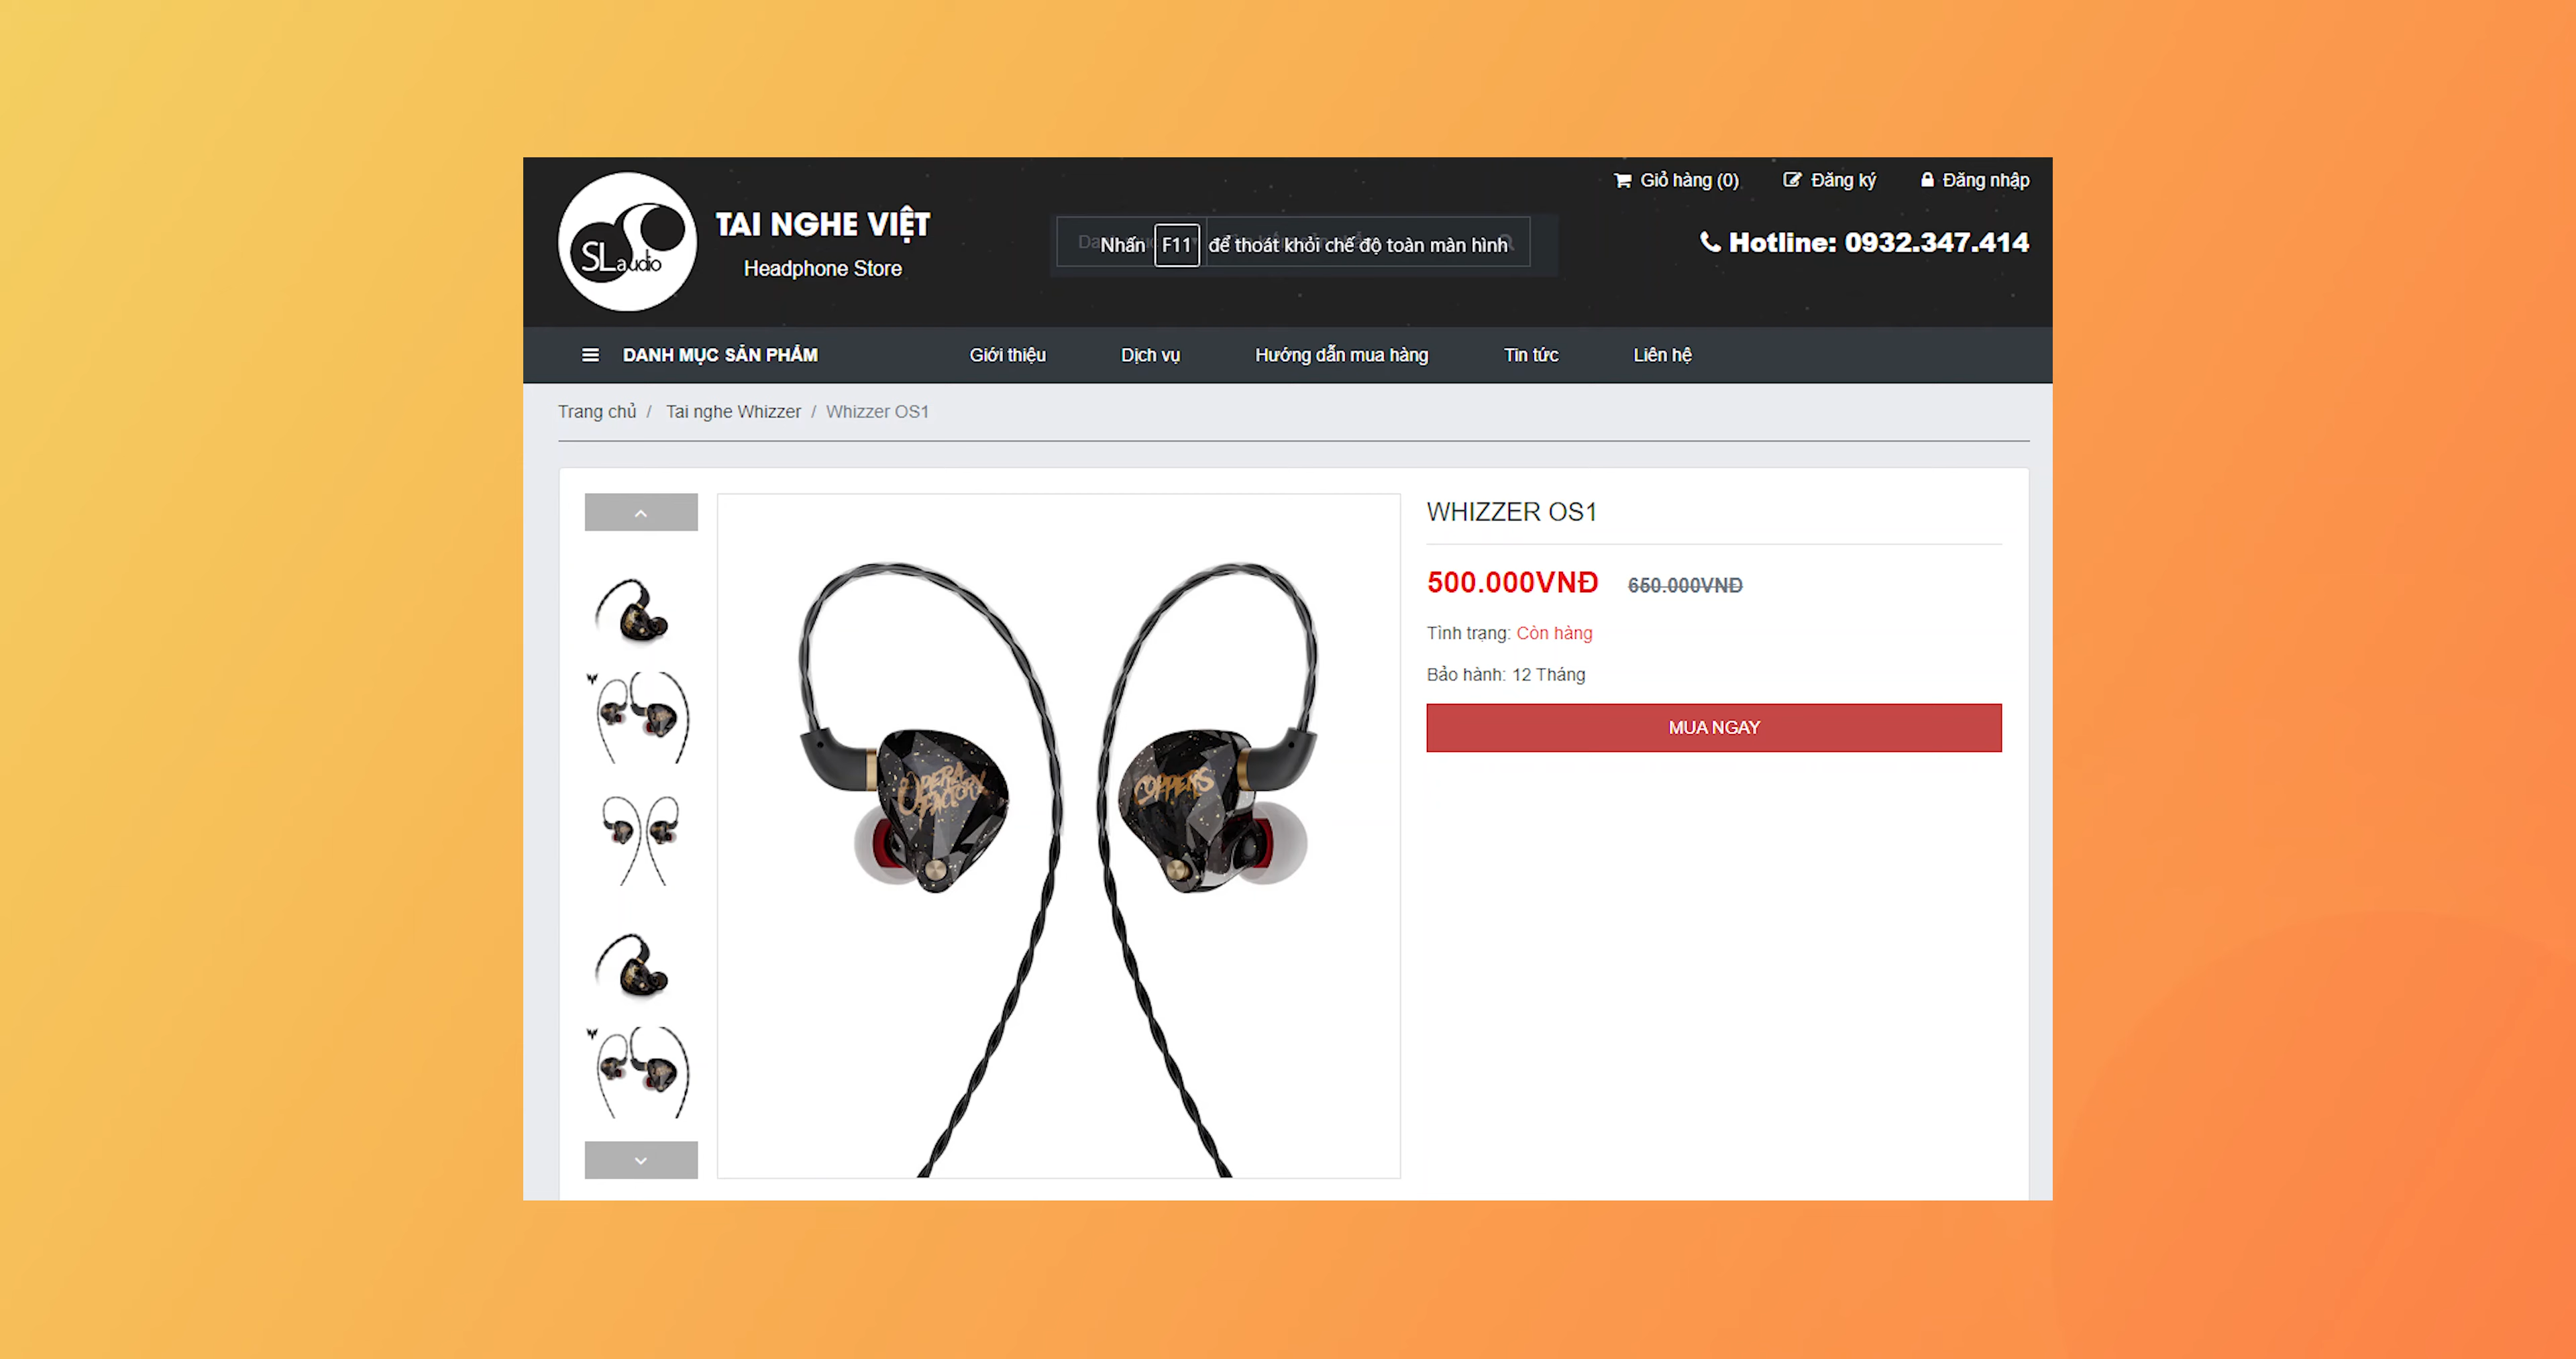 Giỏ hàng (0) Đăng ký Đăng nhập
SLaudio
TAI NGHE VIỆT
Headphone Store
Nhấn F11 để thoát khỏi chế độ toàn màn hình
Hotline: 0932.347.414
DANH MỤC SẢN PHẨM Giới thiệu Dịch vụ Hướng dẫn mua hàng Tin tức Liên hệ
Trang chủ / Tai nghe Whizzer / Whizzer OS1
WHIZZER OS1
500.000VNĐ 650.000VNĐ
Tình trạng: Còn hàng
Bảo hành: 12 Tháng
MUA NGAY
OPERA
FACTORY
COPPERS